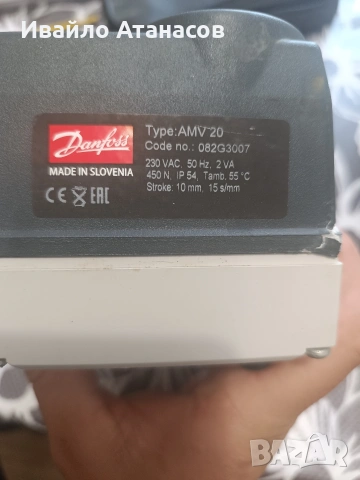 Ивайло Атанасов
Danfoss
MADE IN SLOVENIA
CE EAC
Type: AMV 20
Code no.: 082G3007
230 VAC, 50 Hz, 2 VA
450 N, IP 54, Tamb. 55 °C
Stroke: 10 mm. 15 s/mm
BAZAR